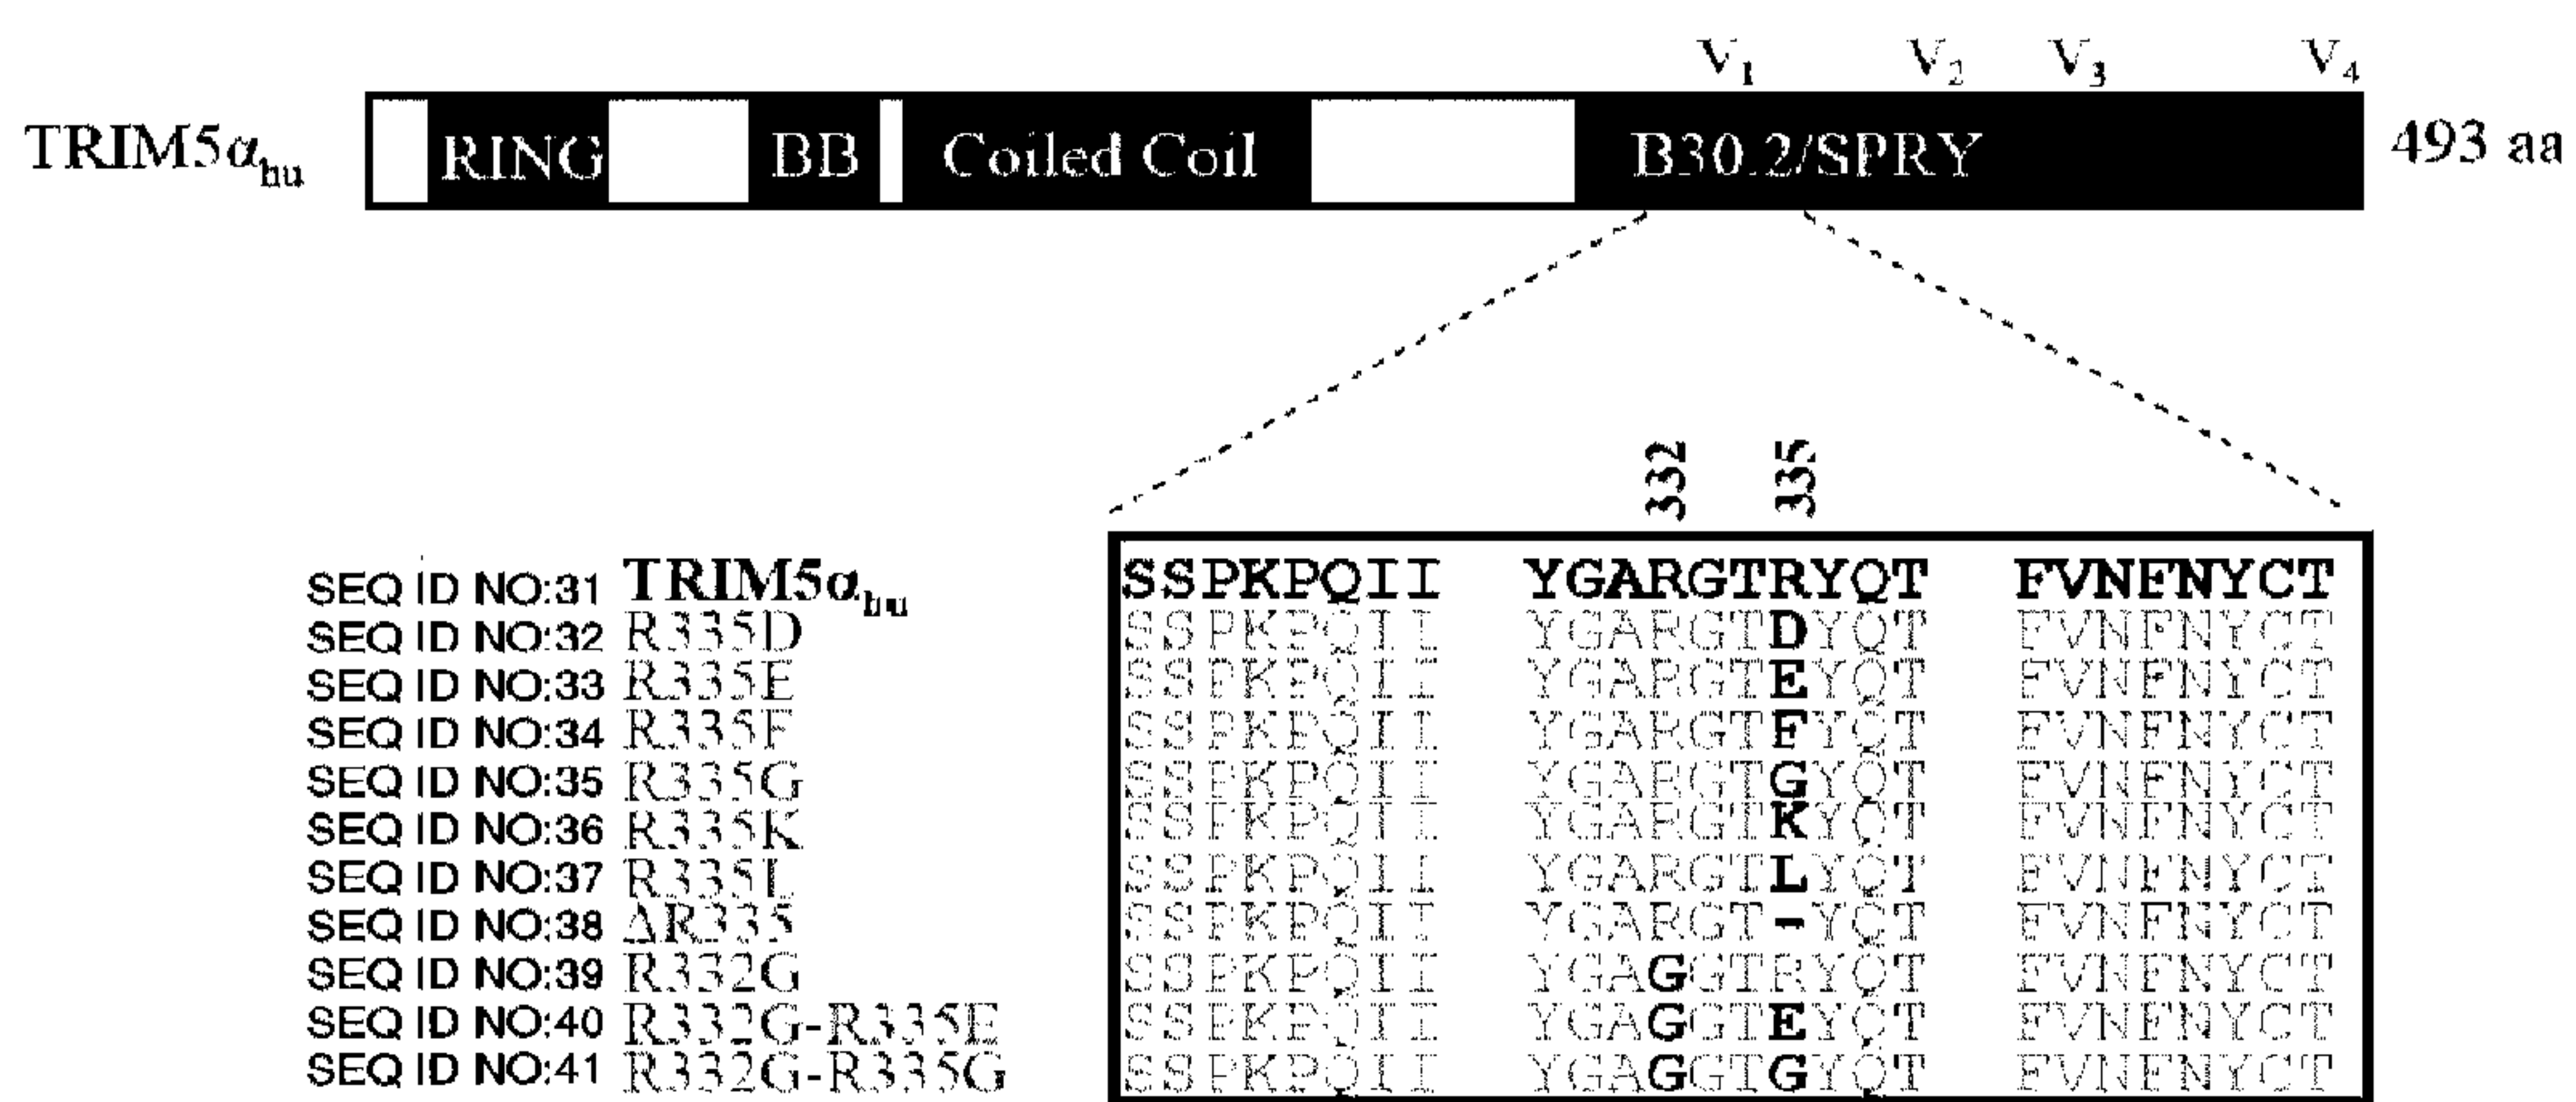 V1 V2 V3 V4
TRIM5αhu RING BB Coiled Coil B30.2/SPRY 493 aa
332 335
SEQ ID NO:31 TRIM5αhu SSPKPQII YGARGTRYQT FVNFNYCT
SEQ ID NO:32 R335D SSPKPQII YGARGTDYQT FVNFNYCT
SEQ ID NO:33 R335E SSPKPQII YGARGTEYQT FVNFNYCT
SEQ ID NO:34 R335F SSPKPQII YGARGTFYQT FVNFNYCT
SEQ ID NO:35 R335G SSPKPQII YGARGTGYQT FVNFNYCT
SEQ ID NO:36 R335K SSPKPQII YGARGTKYQT FVNFNYCT
SEQ ID NO:37 R335L SSPKPQII YGARGTLYQT FVNFNYCT
SEQ ID NO:38 ΔR335 SSPKPQII YGARGT-YQT FVNFNYCT
SEQ ID NO:39 R332G SSPKPQII YGAGGTRYQT FVNFNYCT
SEQ ID NO:40 R332G-R335E SSPKPQII YGAGGTEYQT FVNFNYCT
SEQ ID NO:41 R332G-R335G SSPKPQII YGAGGTGYQT FVNFNYCT